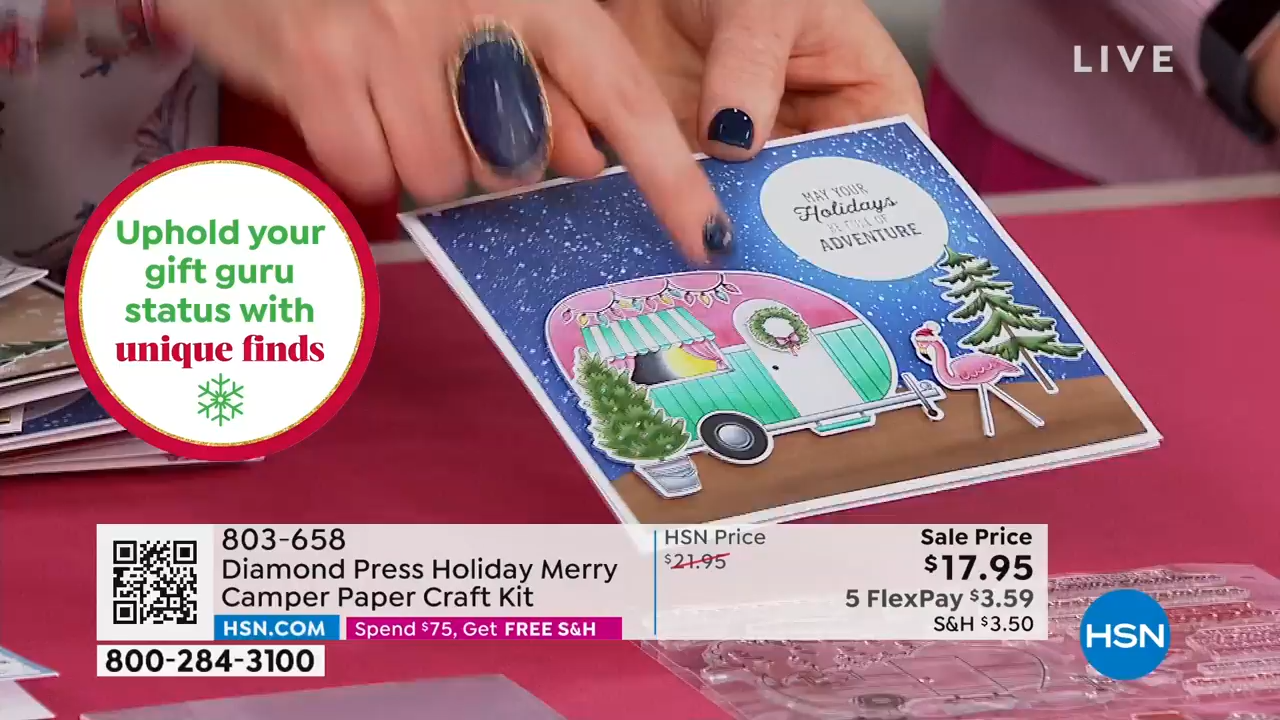 LIVE
Uphold your
gift guru
status with
unique finds
MAY YOUR
Holidays
BE FULL OF
ADVENTURE
803-658
Diamond Press Holiday Merry
Camper Paper Craft Kit
HSN.COM
Spend $75, Get FREE S&H
800-284-3100
HSN Price
$21.95
Sale Price
$17.95
5 FlexPay $3.59
S&H $3.50
HSN